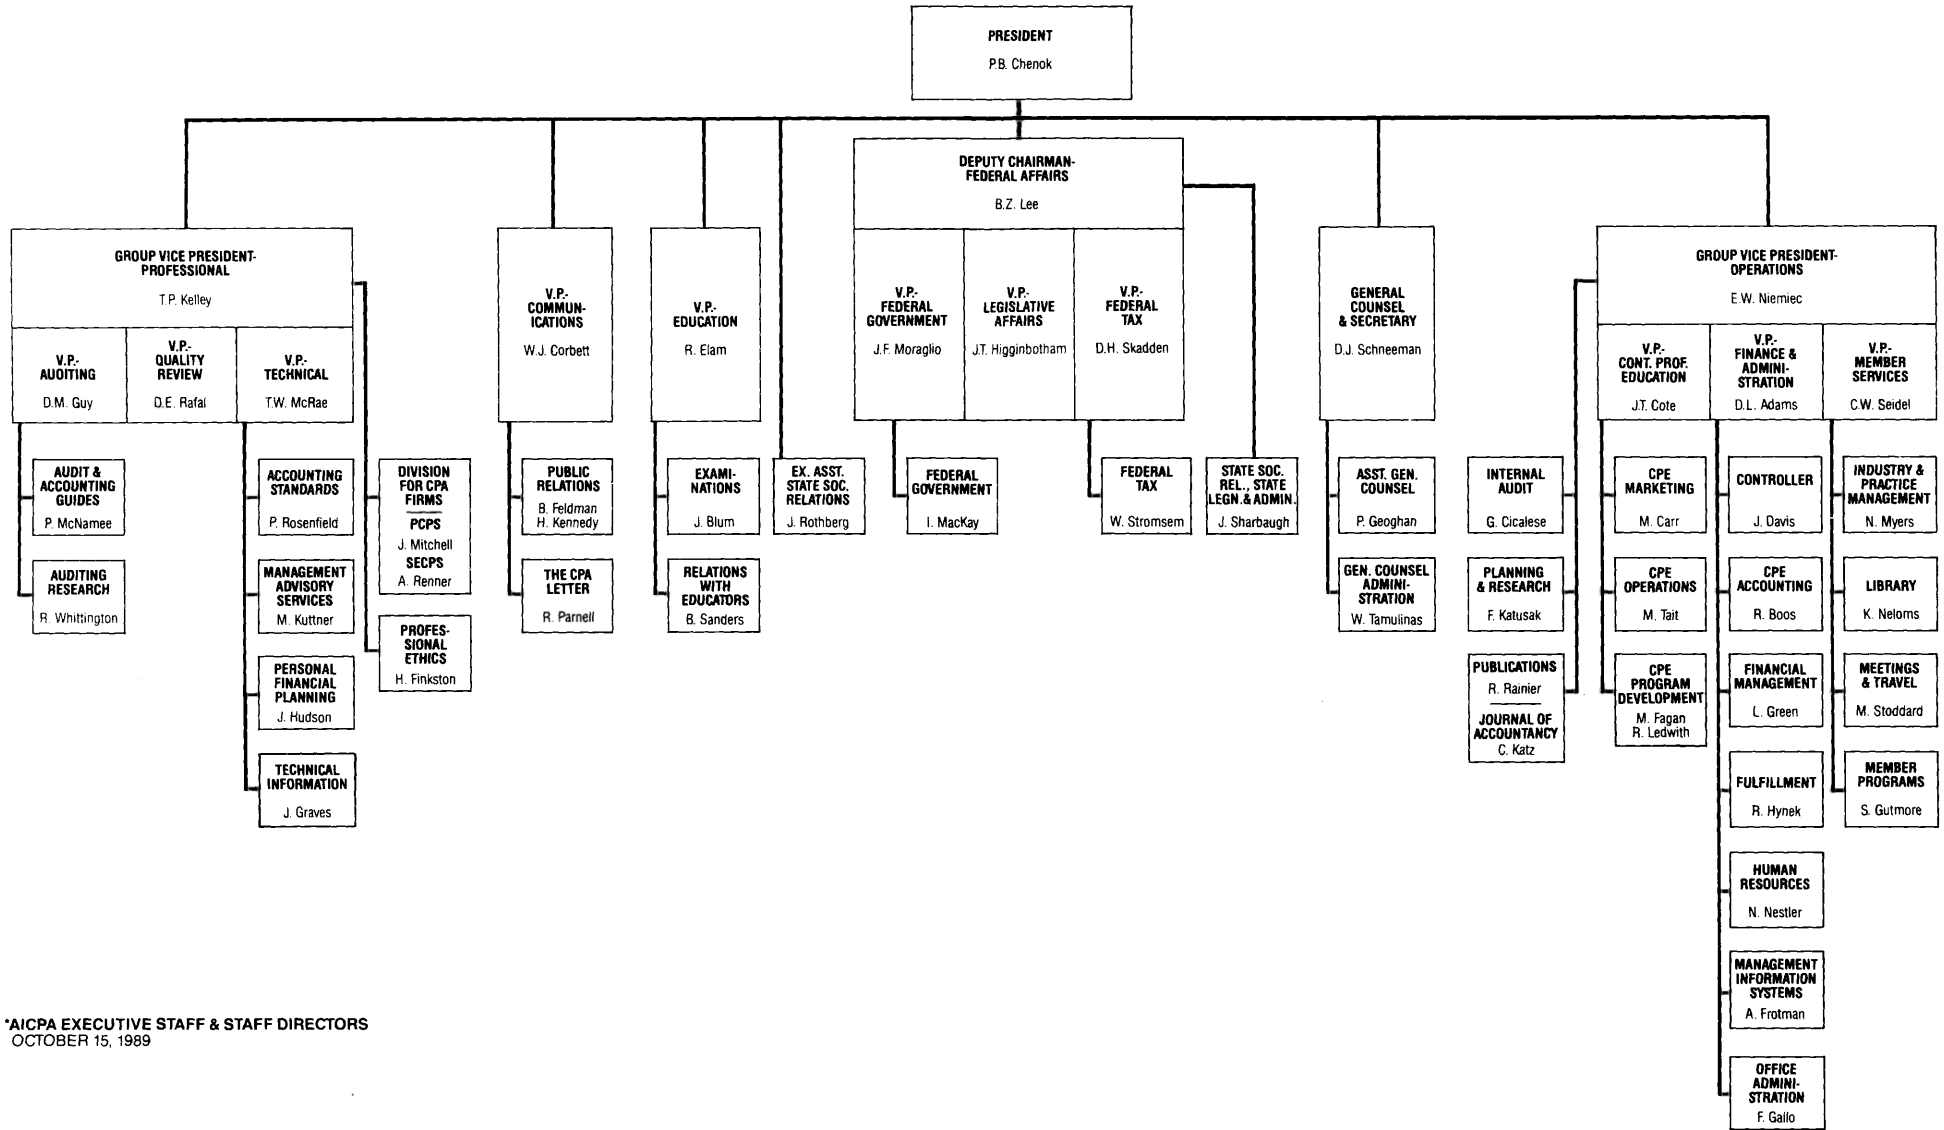 PRESIDENT
P.B. Chenok
DEPUTY CHAIRMAN-
FEDERAL AFFAIRS
B.Z. Lee
GROUP VICE PRESIDENT-
PROFESSIONAL
T.P. Kelley
V.P.-
AUDITING
D.M. Guy
V.P.-
QUALITY
REVIEW
D.E. Rafal
V.P.-
TECHNICAL
T.W. McRae
V.P.-
COMMUN-
ICATIONS
W.J. Corbett
V.P.-
EDUCATION
R. Elam
V.P.-
FEDERAL
GOVERNMENT
J.F. Moraglio
V.P.-
LEGISLATIVE
AFFAIRS
J.T. Higginbotham
V.P.-
FEDERAL
TAX
D.H. Skadden
GENERAL
COUNSEL
& SECRETARY
D.J. Schneeman
GROUP VICE PRESIDENT-
OPERATIONS
E.W. Niemiec
V.P.-
CONT. PROF.
EDUCATION
J.T. Cote
V.P.-
FINANCE &
ADMINI-
STRATION
D.L. Adams
V.P.-
MEMBER
SERVICES
C.W. Seidel
AUDIT &
ACCOUNTING
GUIDES
P. McNamee
AUDITING
RESEARCH
R. Whittington
ACCOUNTING
STANDARDS
P. Rosenfield
MANAGEMENT
ADVISORY
SERVICES
M. Kuttner
PERSONAL
FINANCIAL
PLANNING
J. Hudson
TECHNICAL
INFORMATION
J. Graves
DIVISION
FOR CPA
FIRMS
PCPS
J. Mitchell
SECPS
A. Renner
PROFES-
SIONAL
ETHICS
H. Finkston
PUBLIC
RELATIONS
B. Feldman
H. Kennedy
THE CPA
LETTER
R. Parnell
EXAMI-
NATIONS
J. Blum
RELATIONS
WITH
EDUCATORS
B. Sanders
EX. ASST.
STATE SOC.
RELATIONS
J. Rothberg
FEDERAL
GOVERNMENT
I. MacKay
FEDERAL
TAX
W. Stromsem
STATE SOC.
REL., STATE
LEGN. & ADMIN.
J. Sharbaugh
ASST. GEN.
COUNSEL
P. Geoghan
GEN. COUNSEL
ADMINI-
STRATION
W. Tamulinas
INTERNAL
AUDIT
G. Cicalese
PLANNING
& RESEARCH
F. Katusak
PUBLICATIONS
R. Rainier
JOURNAL OF
ACCOUNTANCY
C. Katz
CPE
MARKETING
M. Carr
CPE
OPERATIONS
M. Tait
CPE
PROGRAM
DEVELOPMENT
M. Fagan
R. Ledwith
CONTROLLER
J. Davis
CPE
ACCOUNTING
R. Boos
FINANCIAL
MANAGEMENT
L. Green
FULFILLMENT
R. Hynek
HUMAN
RESOURCES
N. Nestler
MANAGEMENT
INFORMATION
SYSTEMS
A. Frotman
OFFICE
ADMINI-
STRATION
F. Gallo
INDUSTRY &
PRACTICE
MANAGEMENT
N. Myers
LIBRARY
K. Neloms
MEETINGS
& TRAVEL
M. Stoddard
MEMBER
PROGRAMS
S. Gutmore
*AICPA EXECUTIVE STAFF & STAFF DIRECTORS
OCTOBER 15, 1989